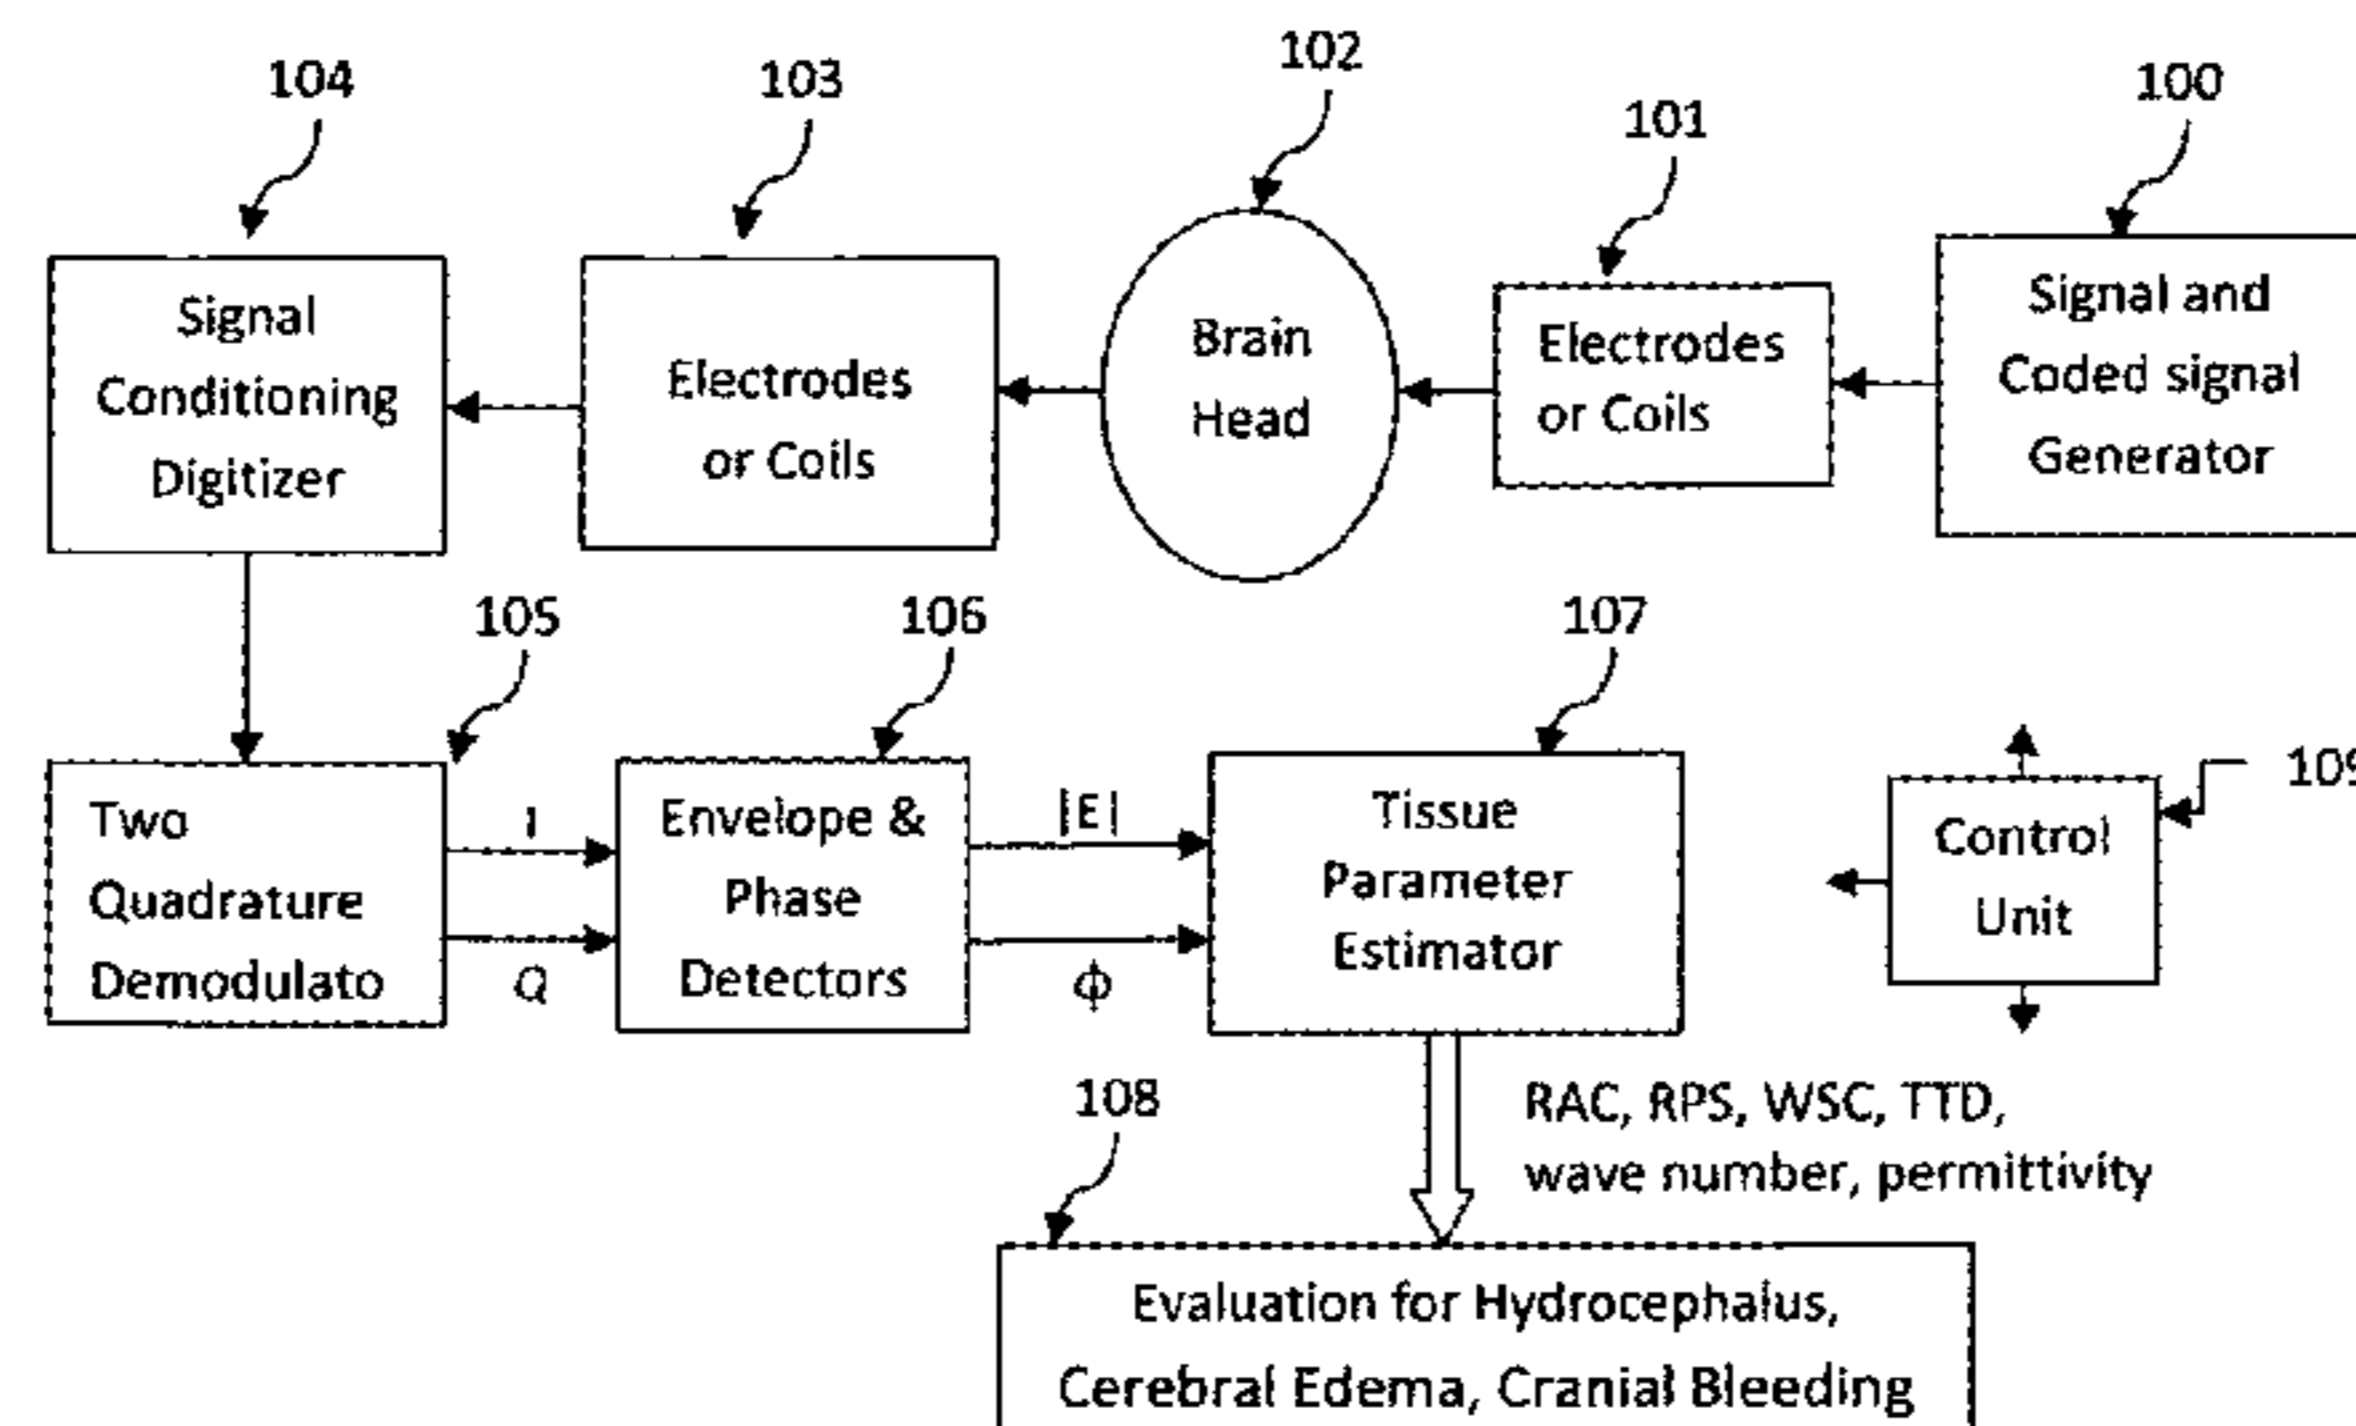 104
103
102
101
100
Signal
Conditioning
Digitizer
Electrodes
or Coils
Brain
Head
Electrodes
or Coils
Signal and
Coded signal
Generator
105
106
107
109
Two
Quadrature
Demodulato
I
Q
Envelope &
Phase
Detectors
|E|
ϕ
Tissue
Parameter
Estimator
Control
Unit
RAC, RPS, WSC, TTD,
wave number, permittivity
108
Evaluation for Hydrocephalus,
Cerebral Edema, Cranial Bleeding